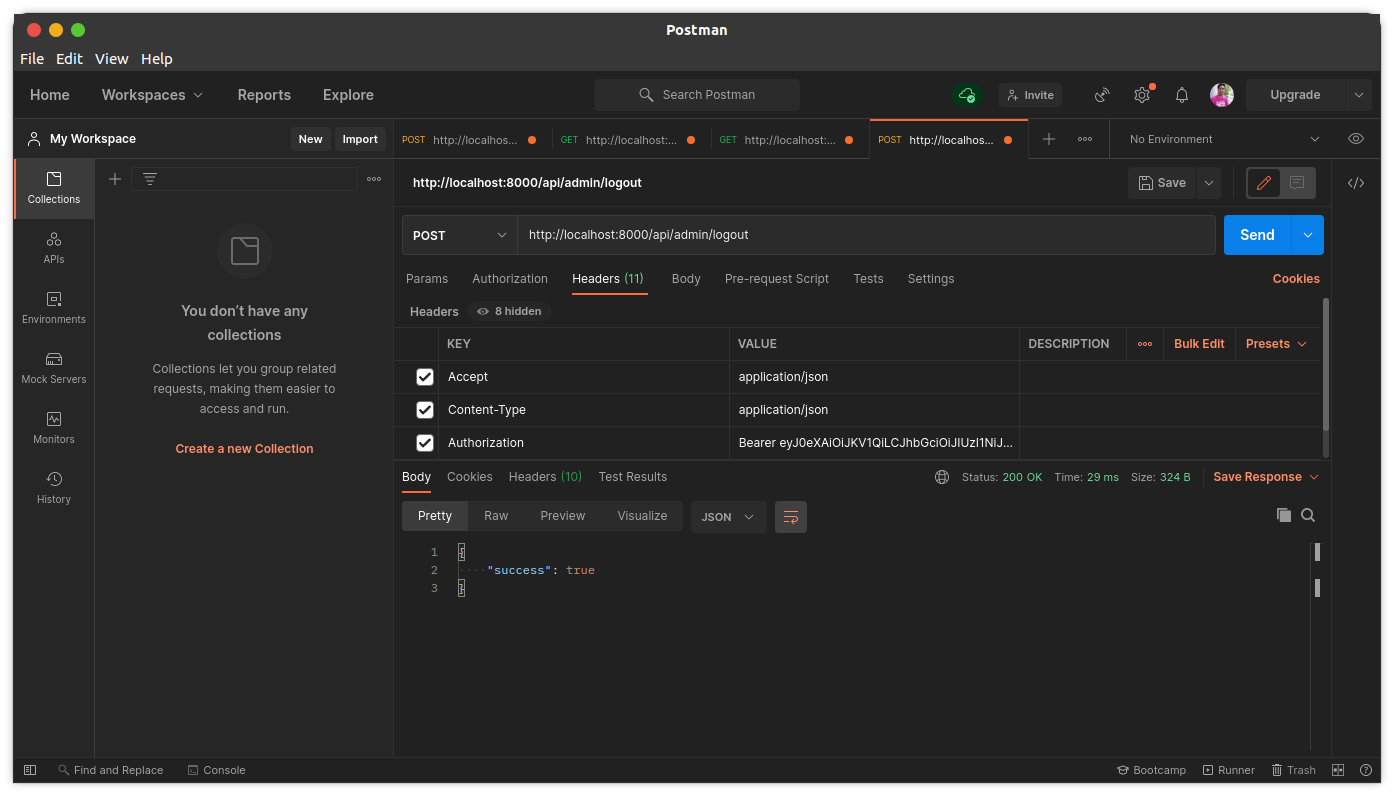 Postman
File Edit View Help
Home Workspaces Reports Explore Search Postman Invite Upgrade
My Workspace New Import
POST http://localhos... GET http://localhost:... GET http://localhost:... POST http://localhos... No Environment
Collections
APIs
Environments
Mock Servers
Monitors
History
You don’t have any
collections
Collections let you group related
requests, making them easier to
access and run.
Create a new Collection
http://localhost:8000/api/admin/logout Save
POST http://localhost:8000/api/admin/logout Send
Params Authorization Headers (11) Body Pre-request Script Tests Settings Cookies
Headers 8 hidden
KEY VALUE DESCRIPTION Bulk Edit Presets
Accept application/json
Content-Type application/json
Authorization Bearer eyJ0eXAiOiJKV1QiLCJhbGciOiJIUzI1NiJ...
Body Cookies Headers (10) Test Results Status: 200 OK Time: 29 ms Size: 324 B Save Response
Pretty Raw Preview Visualize JSON
1 {
2 "success": true
3 }
Find and Replace Console Bootcamp Runner Trash